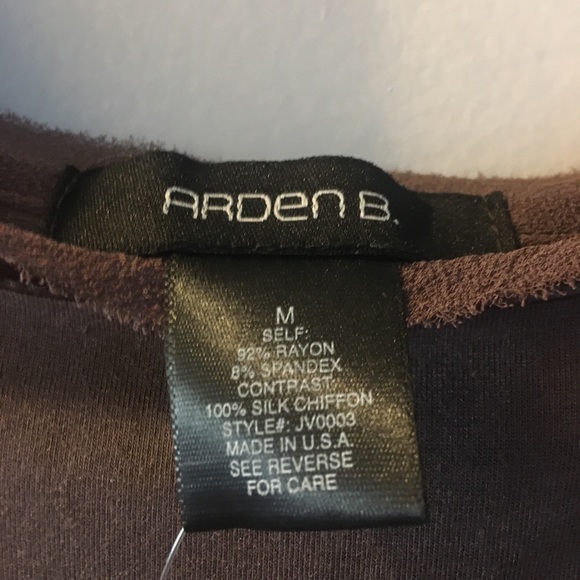 ARDEN B.
M
SELF:
92% RAYON
8% SPANDEX
CONTRAST:
100% SILK CHIFFON
STYLE#: JV0003
MADE IN U.S.A.
SEE REVERSE
FOR CARE